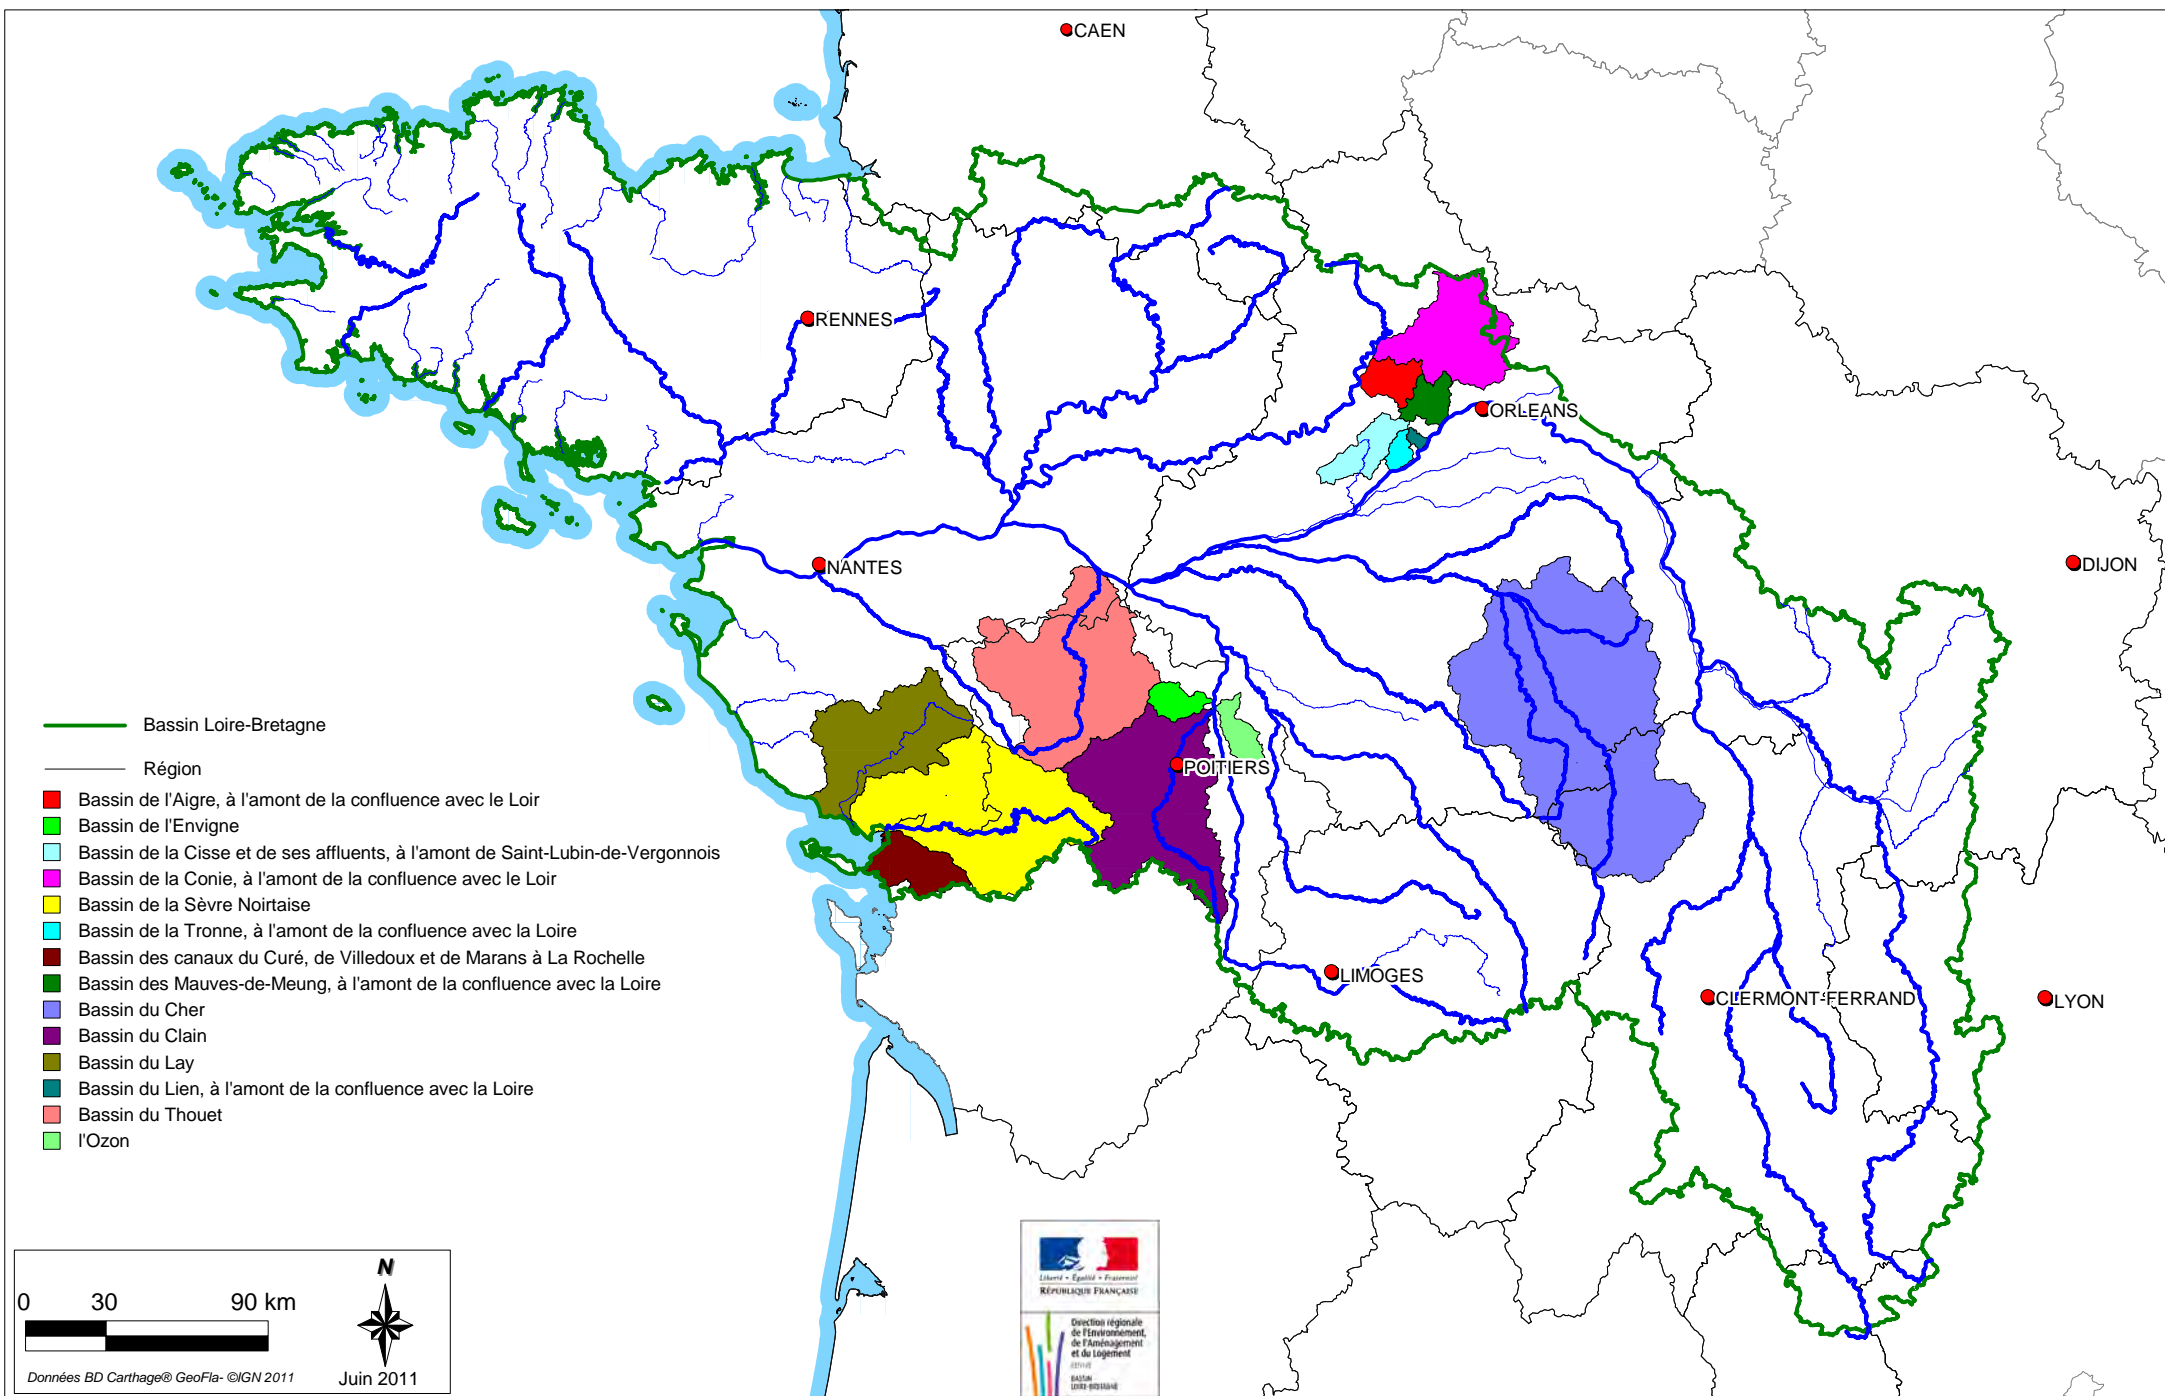 CAEN
RENNES
ORLEANS
NANTES
DIJON
POITIERS
LIMOGES
CLERMONT-FERRAND
LYON
Bassin Loire-Bretagne
Région
Bassin de l'Aigre, à l'amont de la confluence avec le Loir
Bassin de l'Envigne
Bassin de la Cisse et de ses affluents, à l'amont de Saint-Lubin-de-Vergonnois
Bassin de la Conie, à l'amont de la confluence avec le Loir
Bassin de la Sèvre Noirtaise
Bassin de la Tronne, à l'amont de la confluence avec la Loire
Bassin des canaux du Curé, de Villedoux et de Marans à La Rochelle
Bassin des Mauves-de-Meung, à l'amont de la confluence avec la Loire
Bassin du Cher
Bassin du Clain
Bassin du Lay
Bassin du Lien, à l'amont de la confluence avec la Loire
Bassin du Thouet
l'Ozon
0 30 90 km
N
Données BD Carthage® GeoFla- ©IGN 2011
Juin 2011
Liberté • Égalité • Fraternité
RÉPUBLIQUE FRANÇAISE
Direction régionale
de l'Environnement,
de l'Aménagement
et du Logement
CENTRE
BASSIN
LOIRE-BRETAGNE